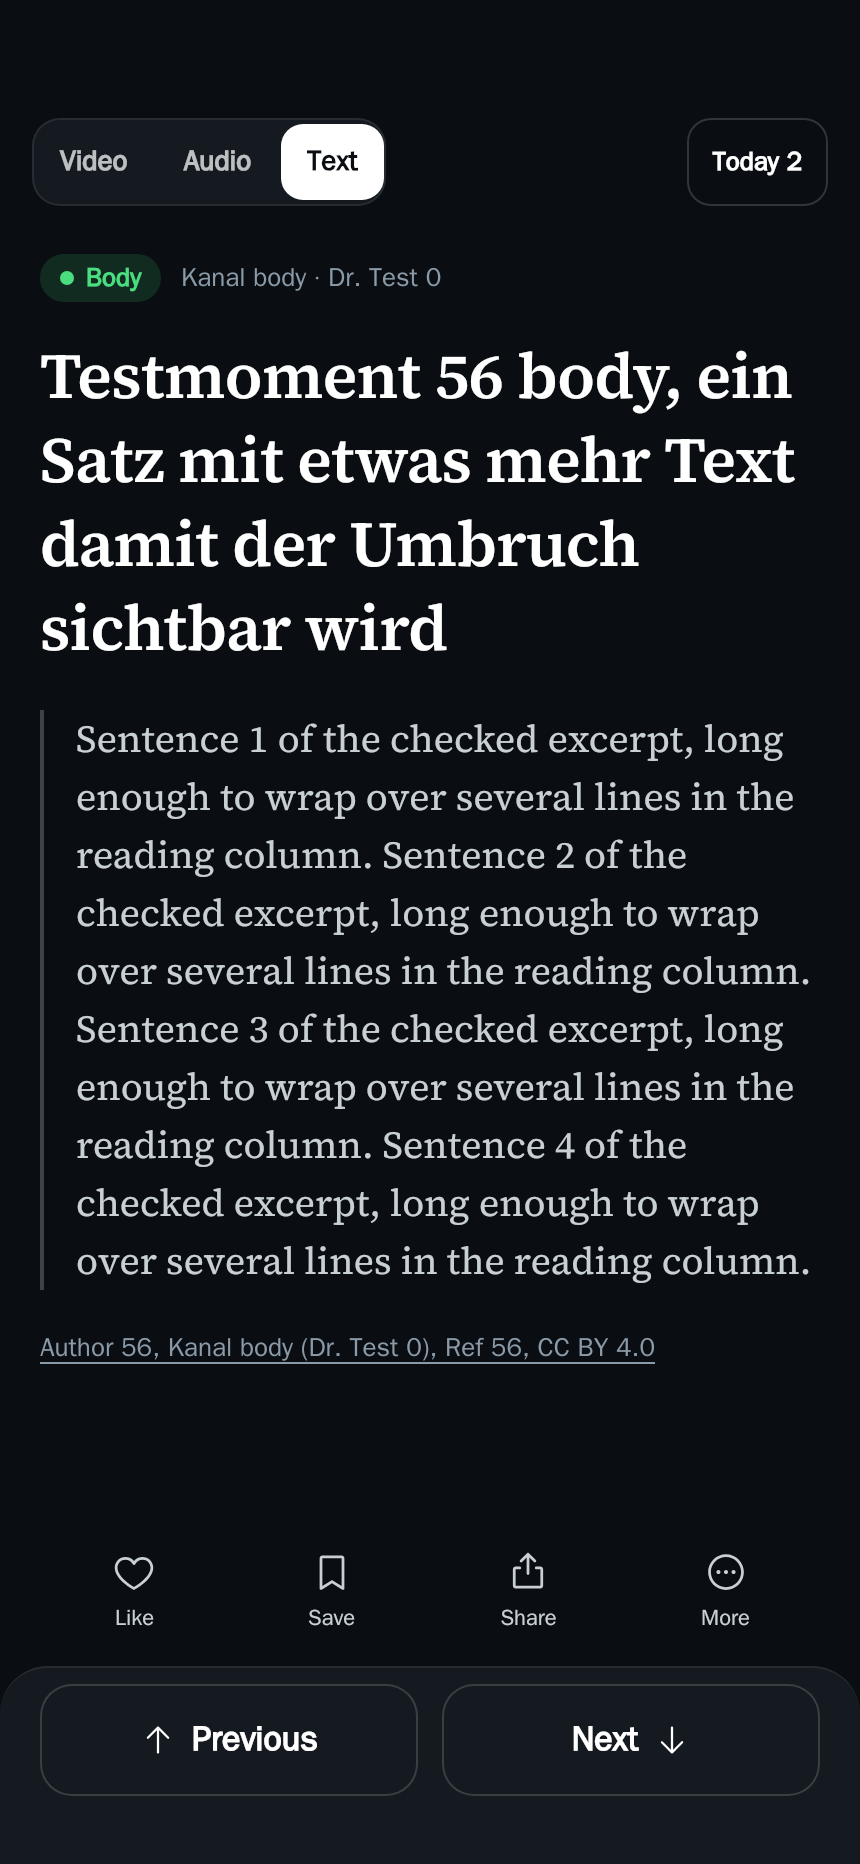 Video Audio Text Today 2
Body Kanal body · Dr. Test 0
Testmoment 56 body, ein
Satz mit etwas mehr Text
damit der Umbruch
sichtbar wird
Sentence 1 of the checked excerpt, long
enough to wrap over several lines in the
reading column. Sentence 2 of the
checked excerpt, long enough to wrap
over several lines in the reading column.
Sentence 3 of the checked excerpt, long
enough to wrap over several lines in the
reading column. Sentence 4 of the
checked excerpt, long enough to wrap
over several lines in the reading column.
Author 56, Kanal body (Dr. Test 0), Ref 56, CC BY 4.0
Like Save Share More
Previous Next